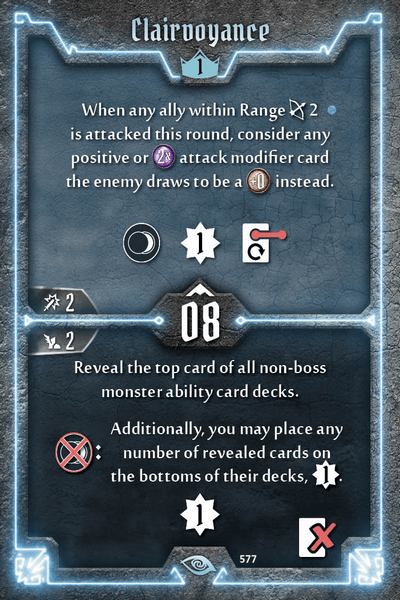 Clairvoyance
1
When any ally within Range 2
is attacked this round, consider any
positive or 2x attack modifier card
the enemy draws to be a +0 instead.
1
2
08
2
Reveal the top card of all non-boss
monster ability card decks.
Additionally, you may place any
: number of revealed cards on
the bottoms of their decks, 1.
1
577